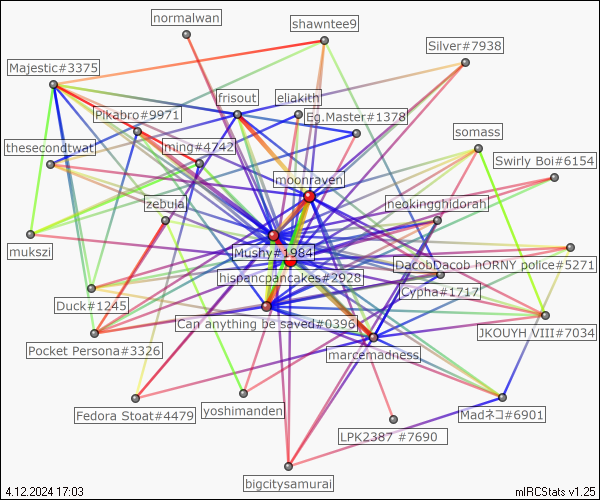 normalwan
shawntee9
Silver#7938
Majestic#3375
frisout
eliakith
Pikabro#9971
Eg.Master#1378
somass
thesecondtwat
ming#4742
Swirly Boi#6154
moonraven
zebuja
neokingghidorah
mukszi
Mushy#1984
DacobDacob hORNY police#5271
hispancpancakes#2928
Cypha#1717
Duck#1245
Can anything be saved#0396
JKOUYH VIII#7034
Pocket Persona#3326
marcemadness
Fedora Stoat#4479
yoshimanden
Madネコ#6901
LPK2387 #7690
bigcitysamurai
4.12.2024 17:03
mIRCStats v1.25